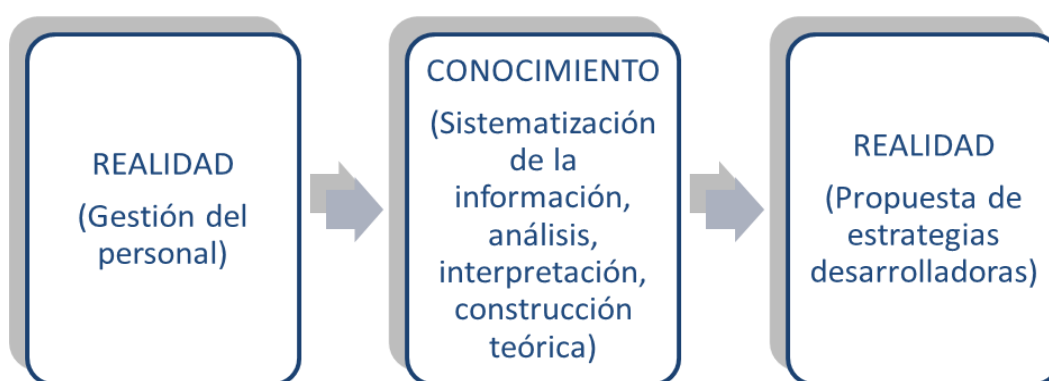 REALIDAD
(Gestión del
personal)
CONOCIMIENTO
(Sistematización
de la
información,
análisis,
interpretación,
construcción
teórica)
REALIDAD
(Propuesta de
estrategias
desarrolladoras)